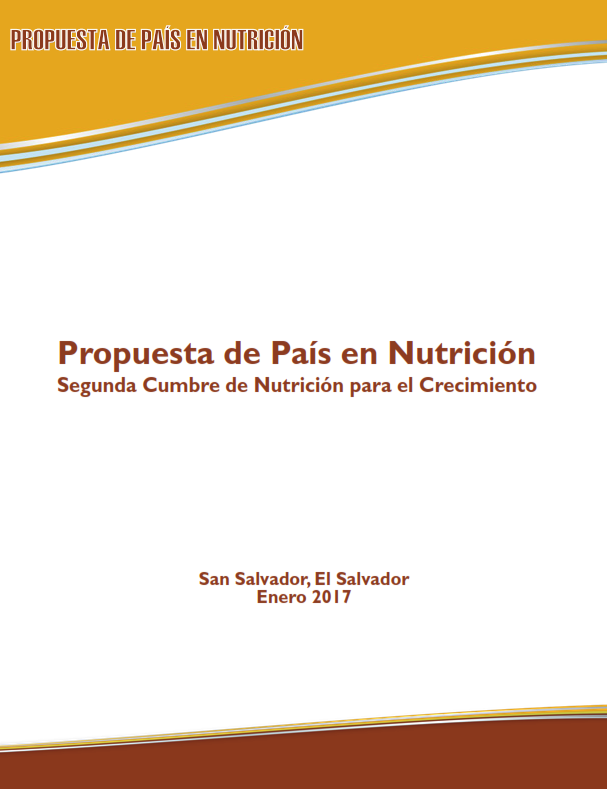 PROPUESTA DE PAÍS EN NUTRICIÓN
Propuesta de País en Nutrición
Segunda Cumbre de Nutrición para el Crecimiento
San Salvador, El Salvador
Enero 2017